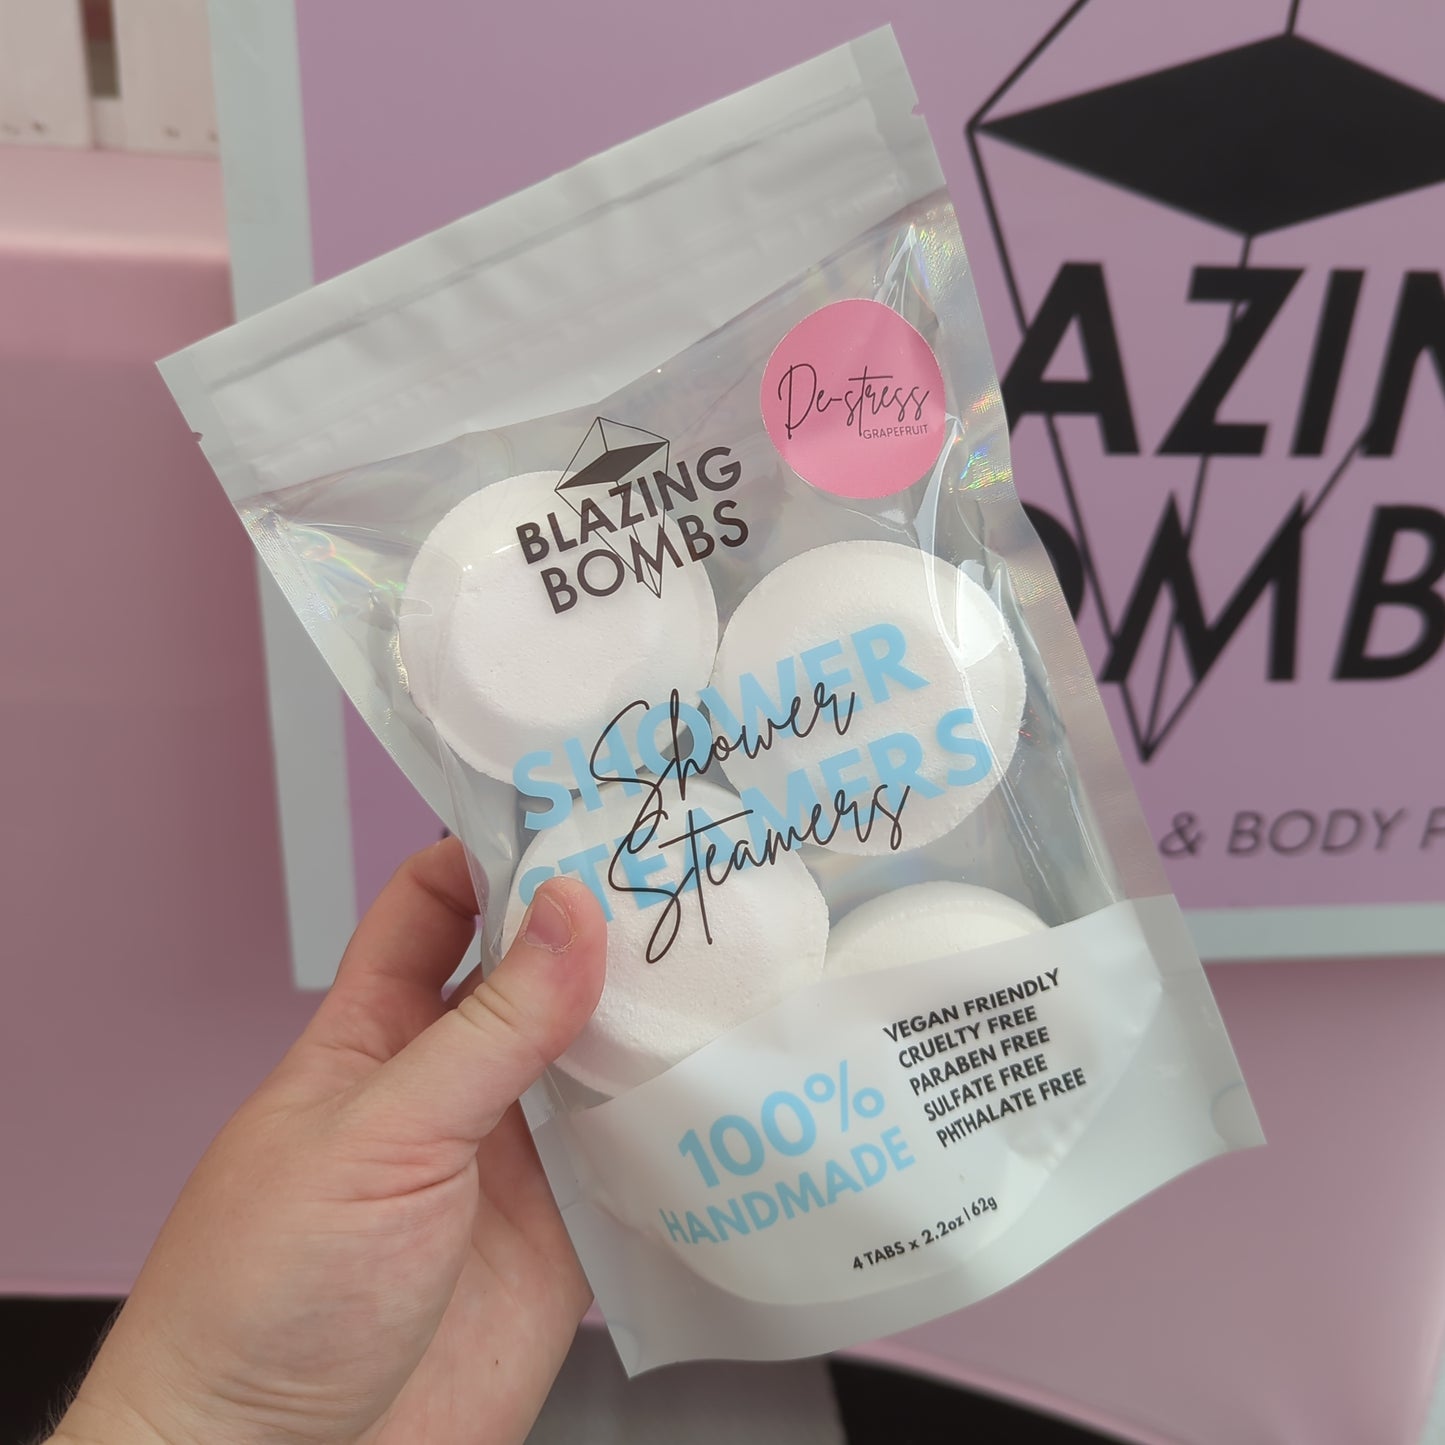 De-stress
GRAPEFRUIT
BLAZING
BOMBS
SHOWER
STEAMERS
Shower
Steamers
100%
HANDMADE
VEGAN FRIENDLY
CRUELTY FREE
PARABEN FREE
SULFATE FREE
PHTHALATE FREE
4 TABS x 2.2oz | 62g
AZIN
OMB
& BODY